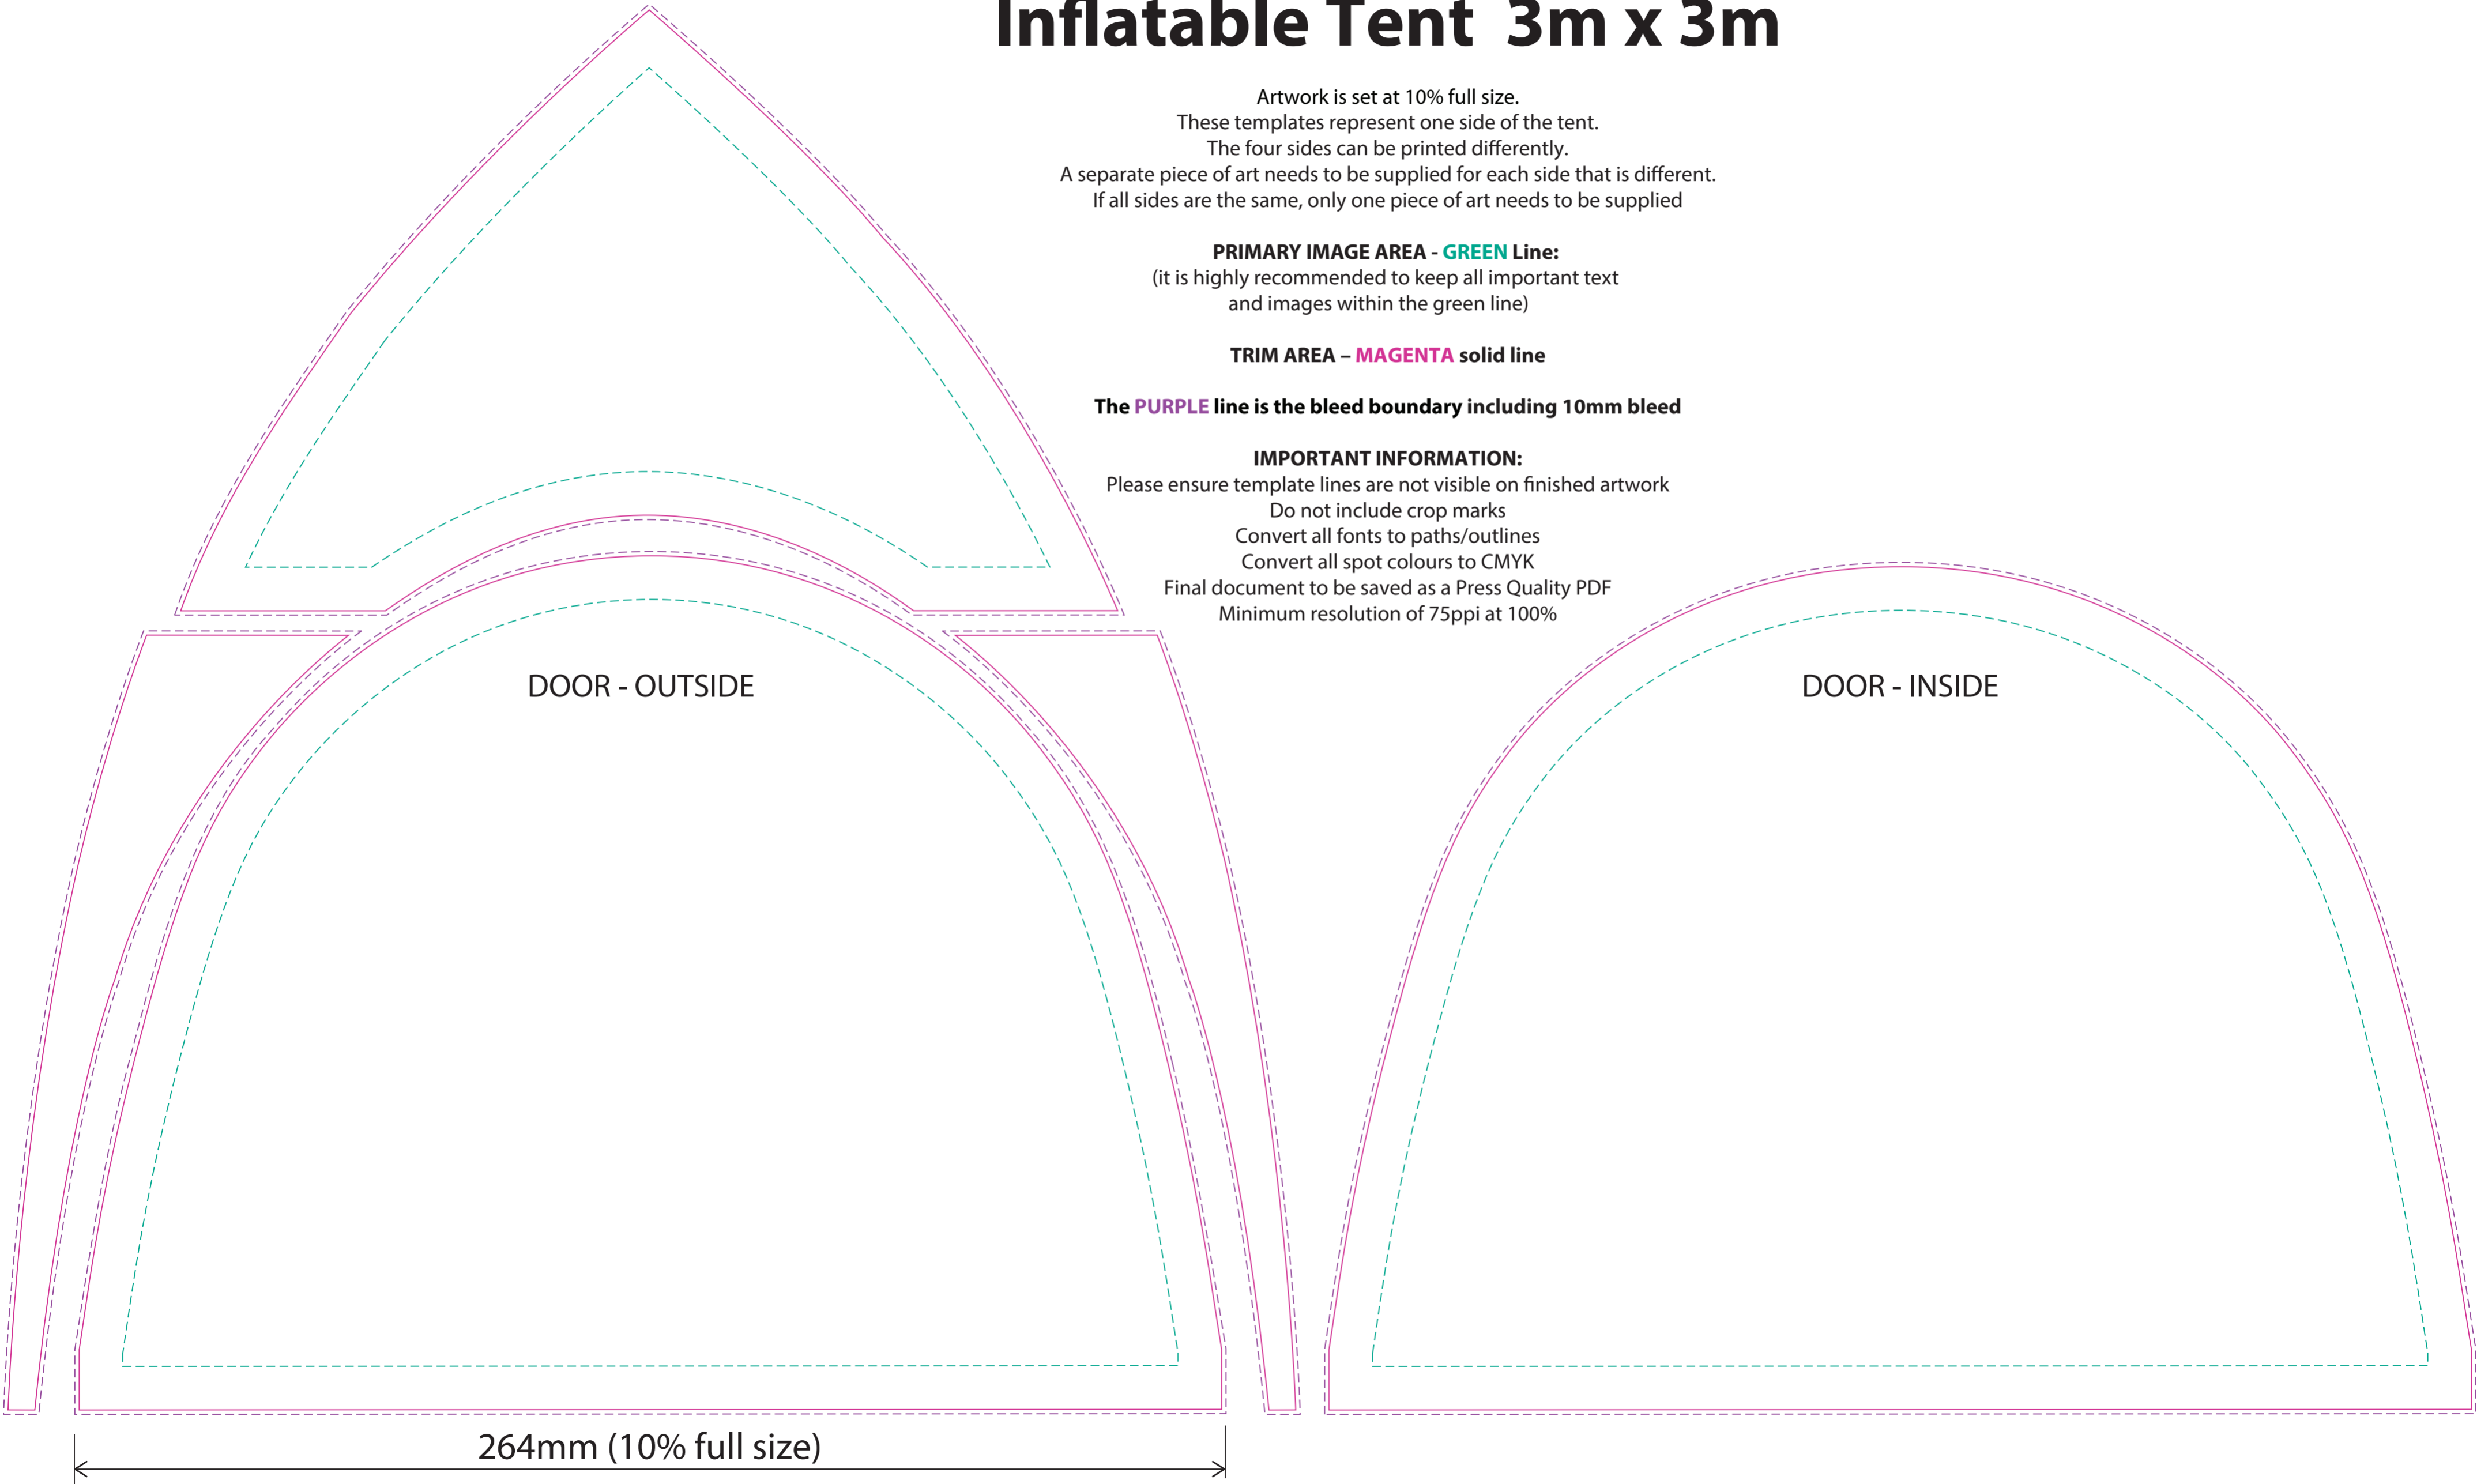 Inflatable Tent 3m x 3m
Artwork is set at 10% full size.
These templates represent one side of the tent.
The four sides can be printed differently.
A separate piece of art needs to be supplied for each side that is different.
If all sides are the same, only one piece of art needs to be supplied
PRIMARY IMAGE AREA - GREEN Line:
(it is highly recommended to keep all important text
and images within the green line)
TRIM AREA – MAGENTA solid line
The PURPLE line is the bleed boundary including 10mm bleed
IMPORTANT INFORMATION:
Please ensure template lines are not visible on finished artwork
Do not include crop marks
Convert all fonts to paths/outlines
Convert all spot colours to CMYK
Final document to be saved as a Press Quality PDF
Minimum resolution of 75ppi at 100%
DOOR - OUTSIDE
DOOR - INSIDE
264mm (10% full size)